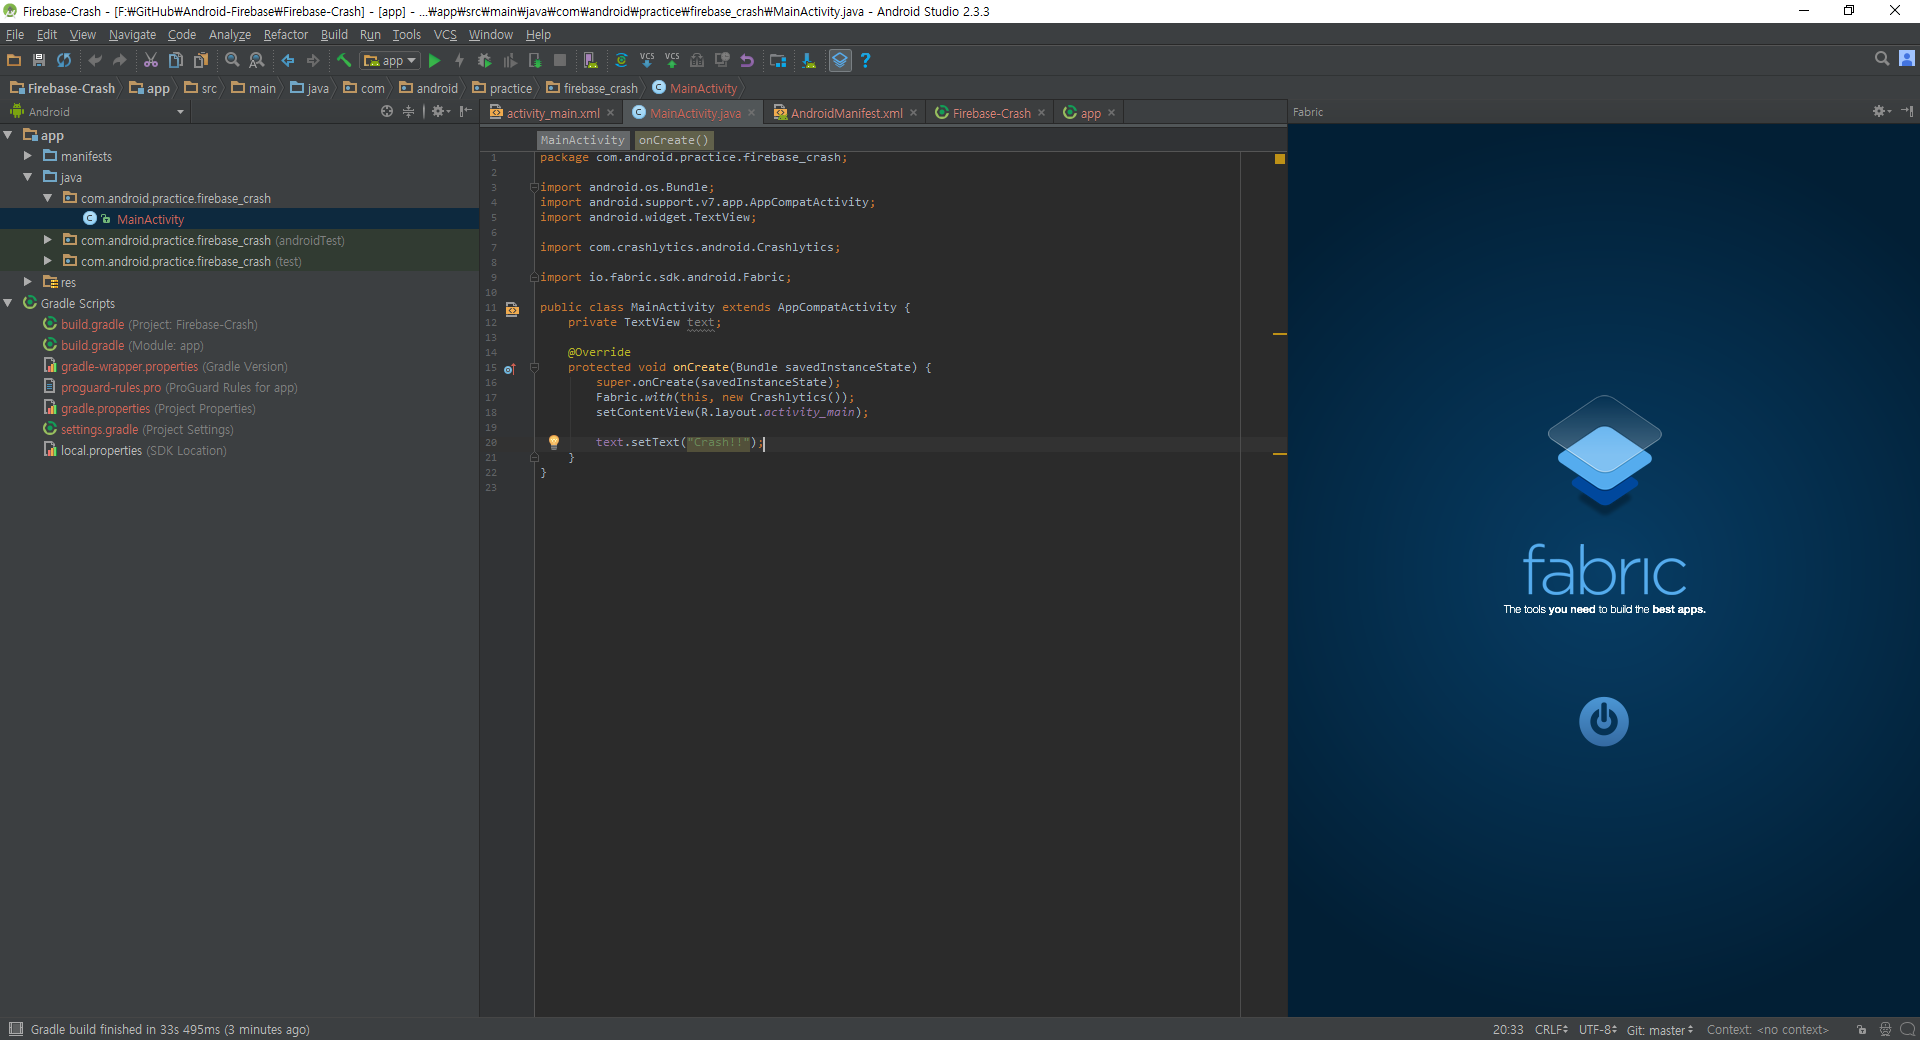 Firebase-Crash - [F:₩GitHub₩Android-Firebase₩Firebase-Crash] - [app] - ...₩app₩src₩main₩java₩com₩android₩practice₩firebase_crash₩MainActivity.java - Android Studio 2.3.3
File Edit View Navigate Code Analyze Refactor Build Run Tools VCS Window Help
app VCS VCS ?
Firebase-Crash app src main java com android practice firebase_crash MainActivity
Android
activity_main.xml MainActivity.java AndroidManifest.xml Firebase-Crash app
Fabric
app
manifests
java
com.android.practice.firebase_crash
MainActivity
com.android.practice.firebase_crash (androidTest)
com.android.practice.firebase_crash (test)
res
Gradle Scripts
build.gradle (Project: Firebase-Crash)
build.gradle (Module: app)
gradle-wrapper.properties (Gradle Version)
proguard-rules.pro (ProGuard Rules for app)
gradle.properties (Project Properties)
settings.gradle (Project Settings)
local.properties (SDK Location)
MainActivity onCreate()
1 package com.android.practice.firebase_crash;
2
3 import android.os.Bundle;
4 import android.support.v7.app.AppCompatActivity;
5 import android.widget.TextView;
6
7 import com.crashlytics.android.Crashlytics;
8
9 import io.fabric.sdk.android.Fabric;
10
11 public class MainActivity extends AppCompatActivity {
12 private TextView text;
13
14 @Override
15 protected void onCreate(Bundle savedInstanceState) {
16 super.onCreate(savedInstanceState);
17 Fabric.with(this, new Crashlytics());
18 setContentView(R.layout.activity_main);
19
20 text.setText("Crash!!");
21 }
22 }
23
fabric
The tools you need to build the best apps.
Gradle build finished in 33s 495ms (3 minutes ago)
20:33 CRLF UTF-8 Git: master Context: <no context>